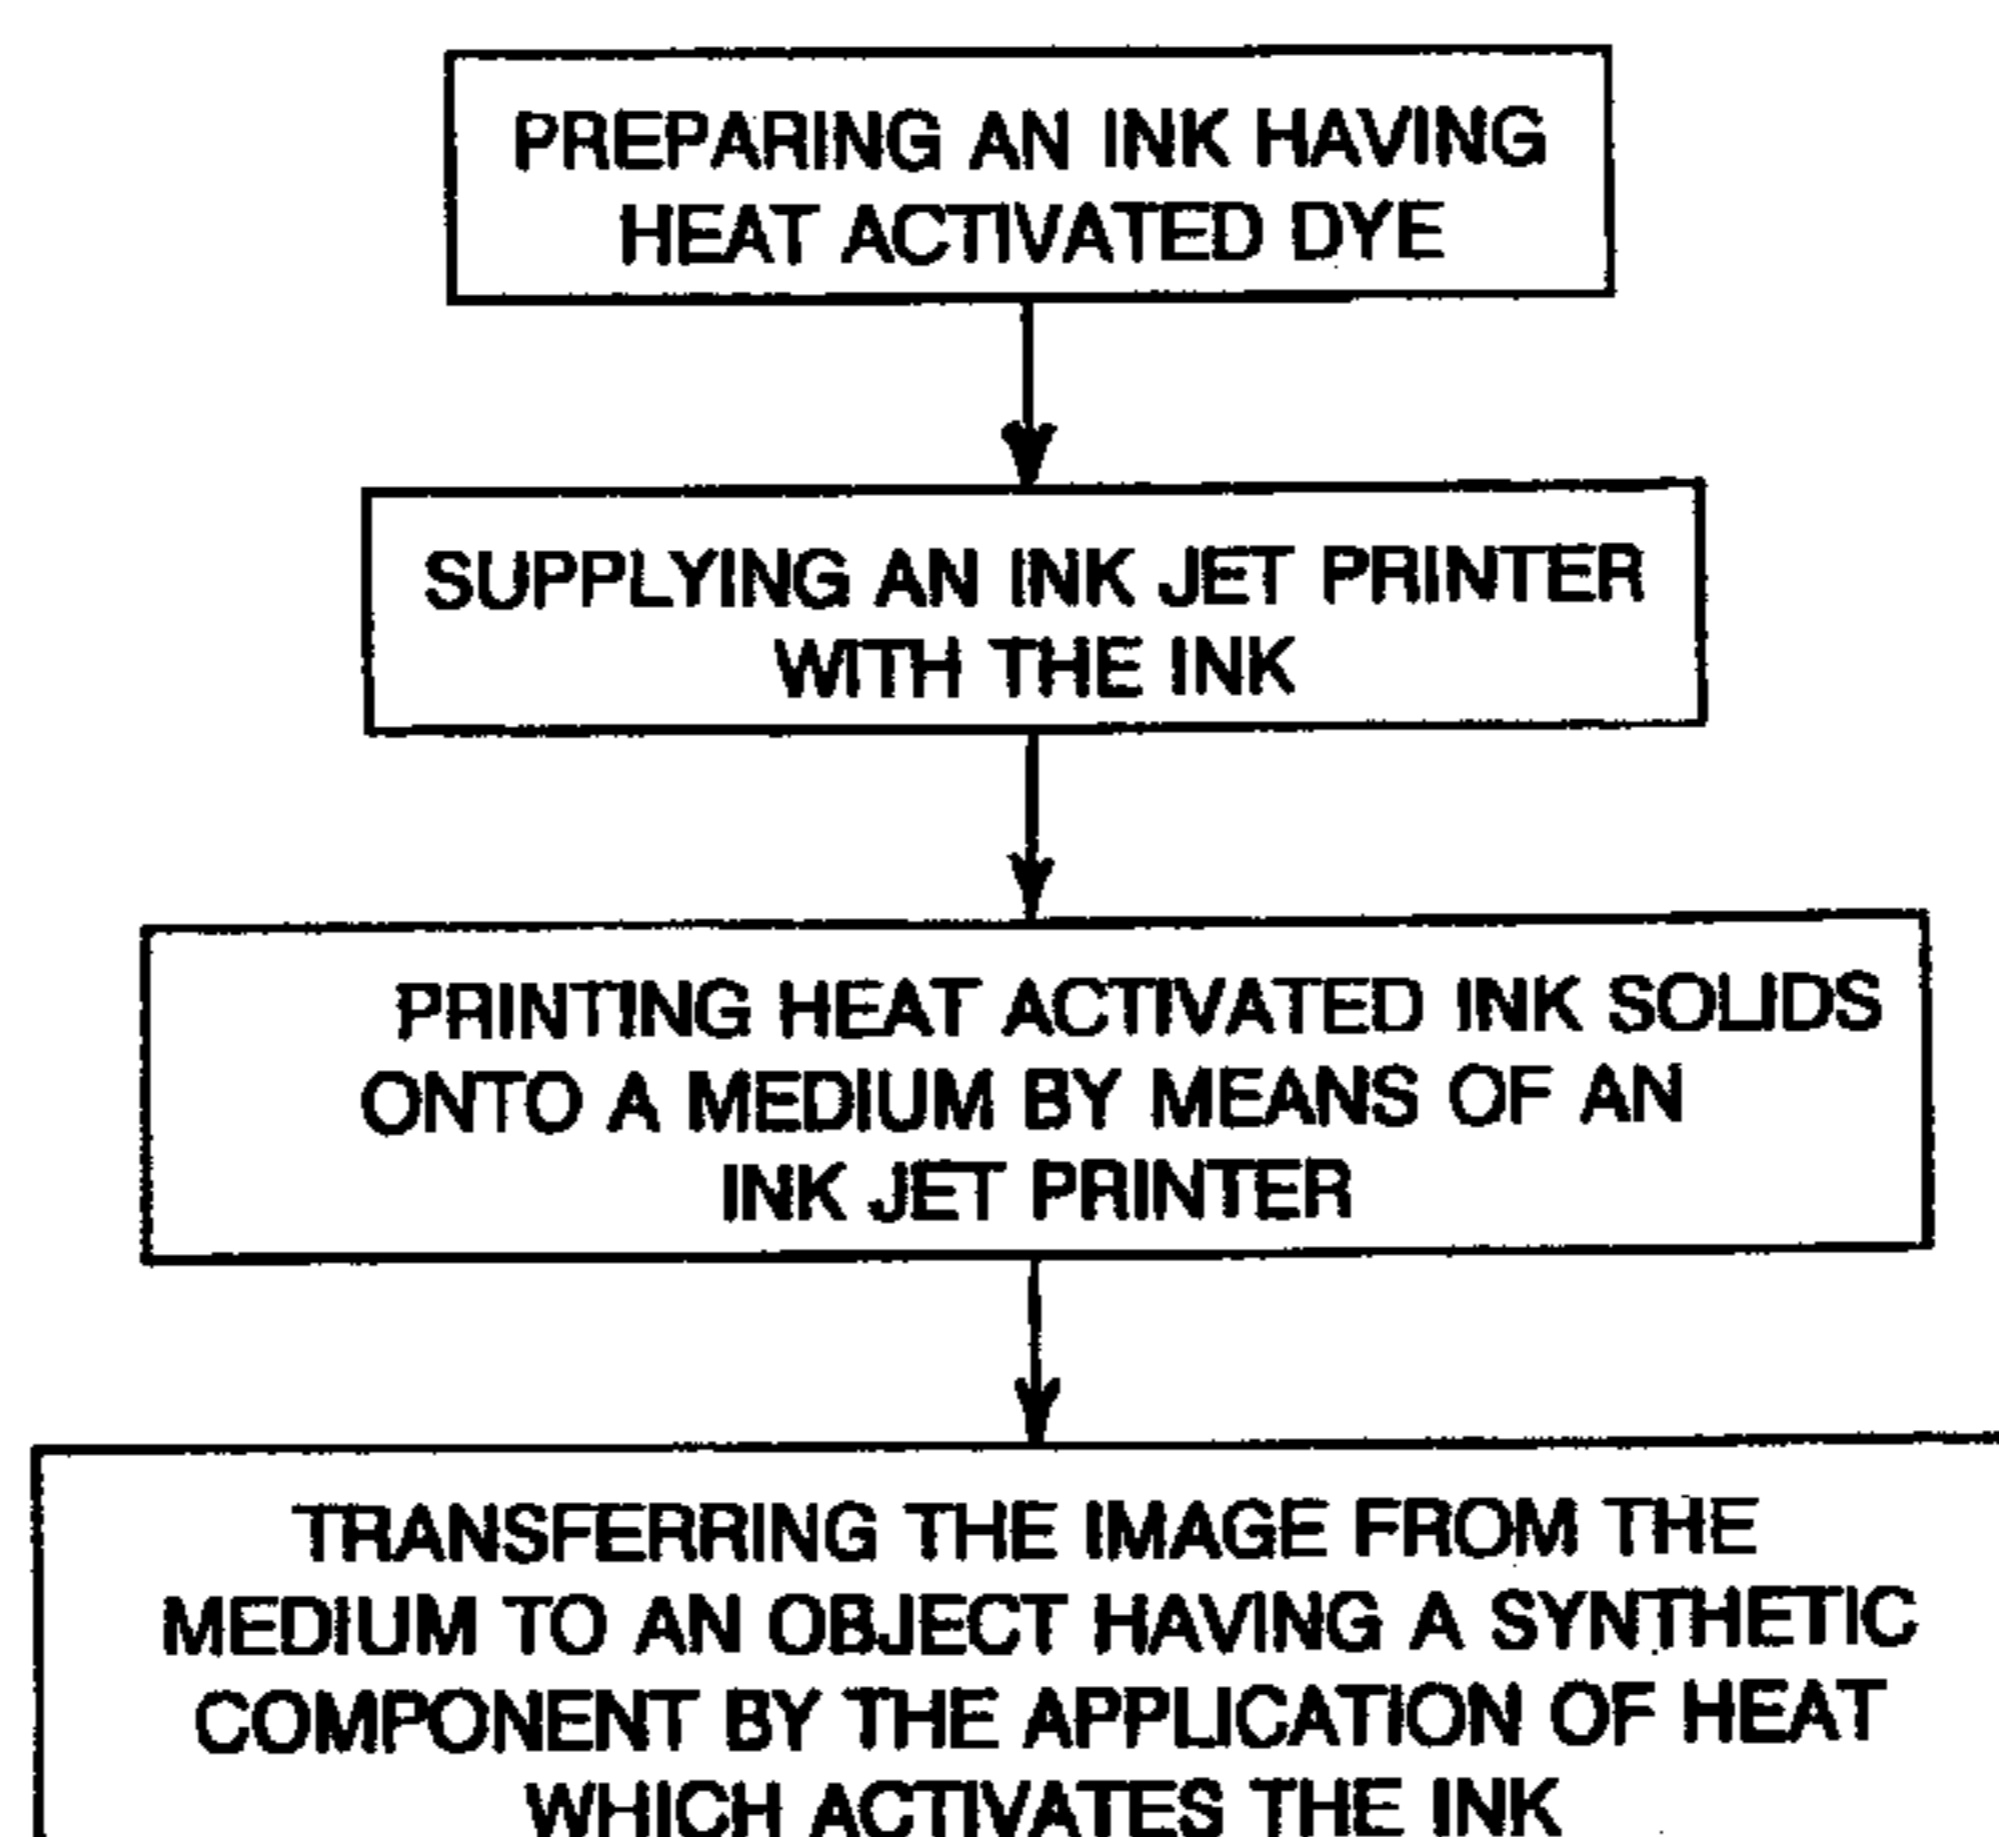 PREPARING AN INK HAVING
HEAT ACTIVATED DYE
SUPPLYING AN INK JET PRINTER
WITH THE INK
PRINTING HEAT ACTIVATED INK SOLIDS
ONTO A MEDIUM BY MEANS OF AN
INK JET PRINTER
TRANSFERRING THE IMAGE FROM THE
MEDIUM TO AN OBJECT HAVING A SYNTHETIC
COMPONENT BY THE APPLICATION OF HEAT
WHICH ACTIVATES THE INK